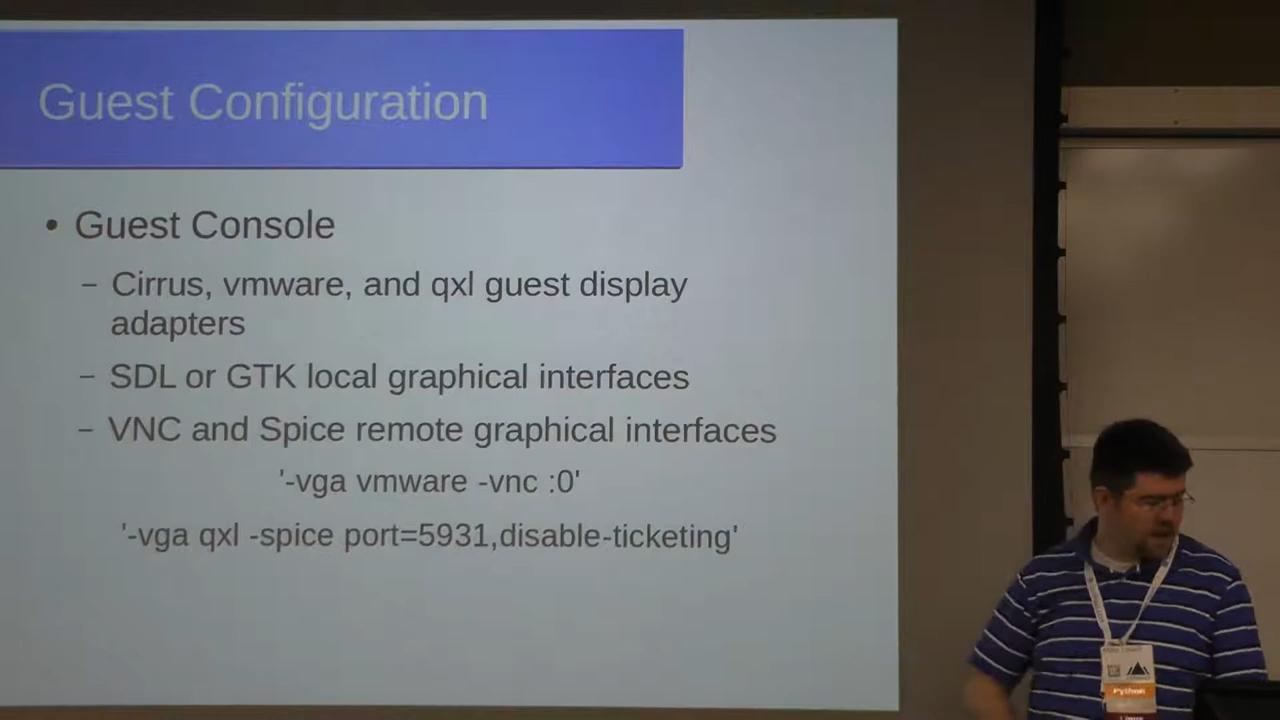 Guest Configuration
• Guest Console
– Cirrus, vmware, and qxl guest display
adapters
– SDL or GTK local graphical interfaces
– VNC and Spice remote graphical interfaces
'-vga vmware -vnc :0'
'-vga qxl -spice port=5931,disable-ticketing'
Python